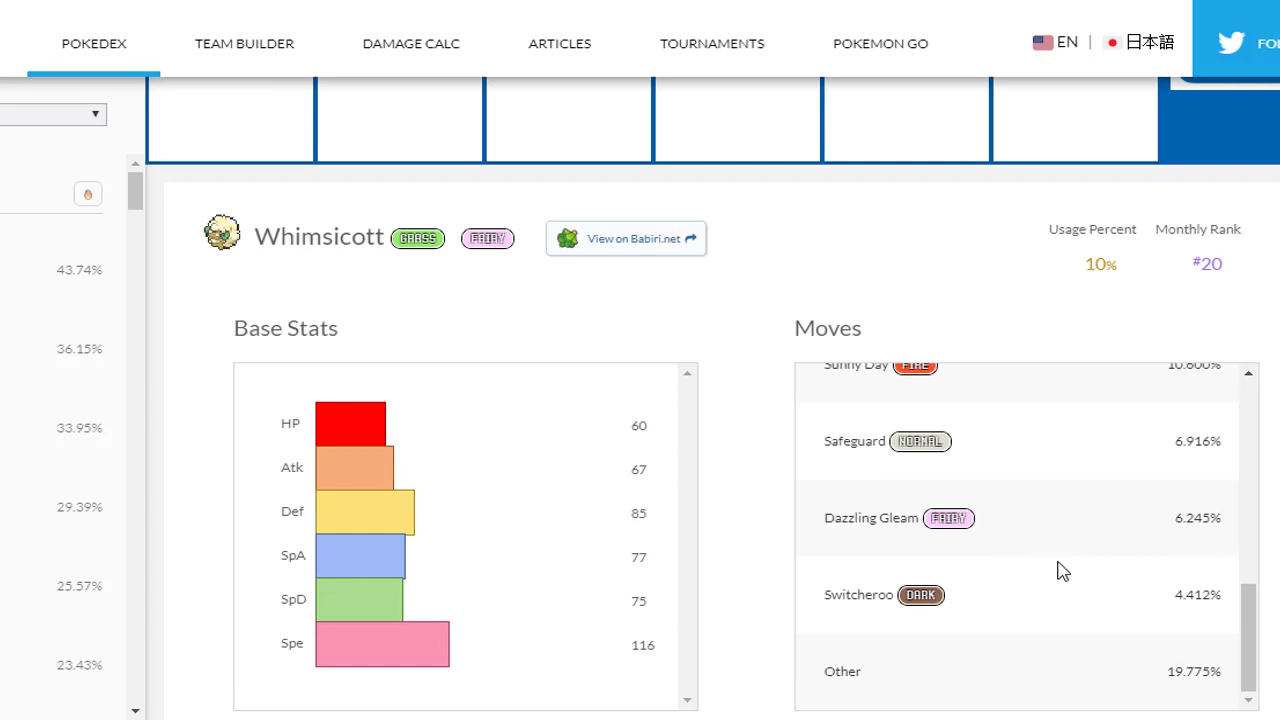 POKEDEX TEAM BUILDER DAMAGE CALC ARTICLES TOURNAMENTS POKEMON GO EN | 日本語 FO
Whimsicott GRASS FAIRY View on Babiri.net
Usage Percent Monthly Rank
10% #20
43.74%
36.15%
33.95%
29.39%
25.57%
23.43%
Base Stats
HP 60
Atk 67
Def 85
SpA 77
SpD 75
Spe 116
Moves
Sunny Day FIRE 10.600%
Safeguard NORMAL 6.916%
Dazzling Gleam FAIRY 6.245%
Switcheroo DARK 4.412%
Other 19.775%